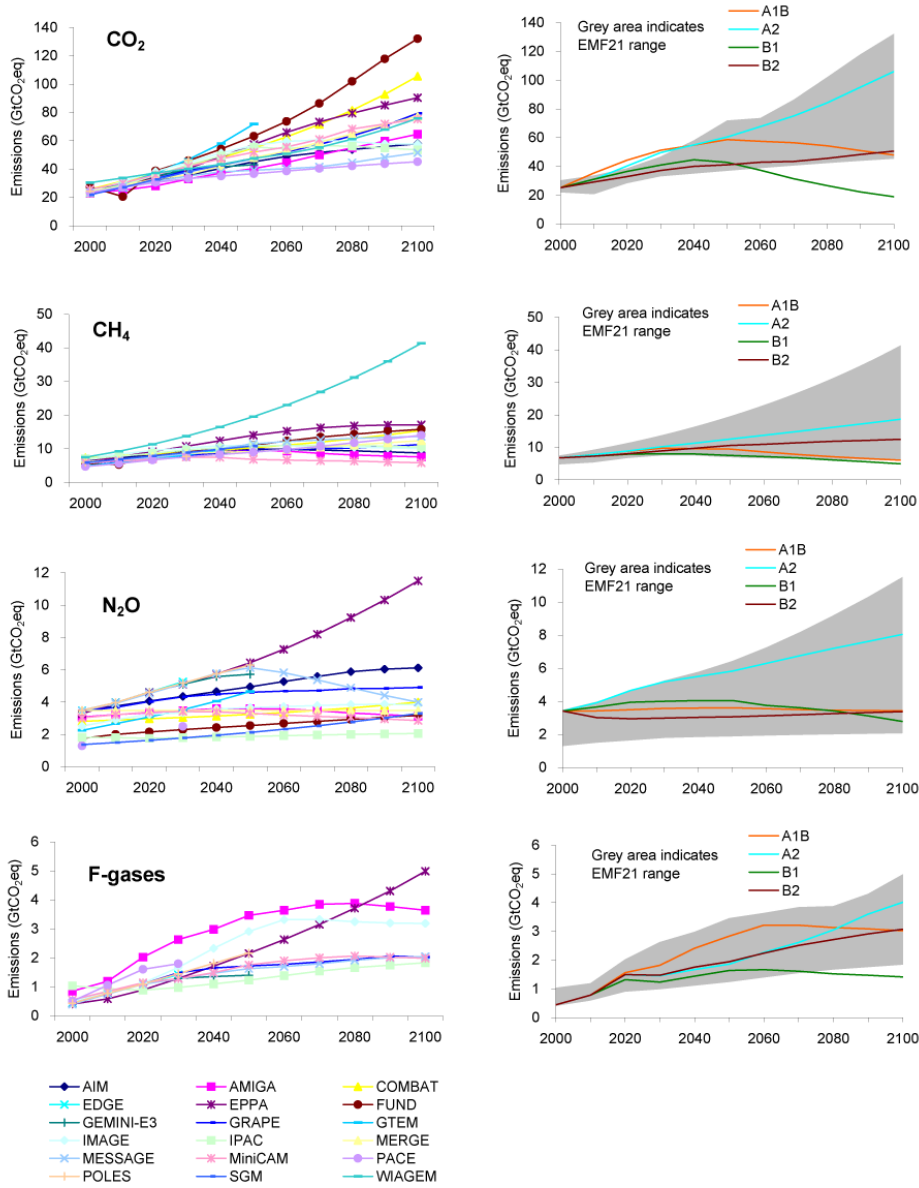 CO₂
Emissions (GtCO₂eq)
140
120
100
80
60
40
20
0
2000 2020 2040 2060 2080 2100
Grey area indicates
EMF21 range
A1B
A2
B1
B2
Emissions (GtCO₂eq)
140
120
100
80
60
40
20
0
2000 2020 2040 2060 2080 2100
CH₄
Emissions (GtCO₂eq)
50
40
30
20
10
0
2000 2020 2040 2060 2080 2100
Grey area indicates
EMF21 range
A1B
A2
B1
B2
Emissions (GtCO₂eq)
50
40
30
20
10
0
2000 2020 2040 2060 2080 2100
N₂O
Emissions (GtCO₂eq)
12
10
8
6
4
2
0
2000 2020 2040 2060 2080 2100
Grey area indicates
EMF21 range
A1B
A2
B1
B2
Emissions (GtCO₂eq)
12
10
8
6
4
2
0
2000 2020 2040 2060 2080 2100
F-gases
Emissions (GtCO₂eq)
6
5
4
3
2
1
0
2000 2020 2040 2060 2080 2100
Grey area indicates
EMF21 range
A1B
A2
B1
B2
Emissions (GtCO₂eq)
6
5
4
3
2
1
0
2000 2020 2040 2060 2080 2100
AIM AMIGA COMBAT
EDGE EPPA FUND
GEMINI-E3 GRAPE GTEM
IMAGE IPAC MERGE
MESSAGE MiniCAM PACE
POLES SGM WIAGEM